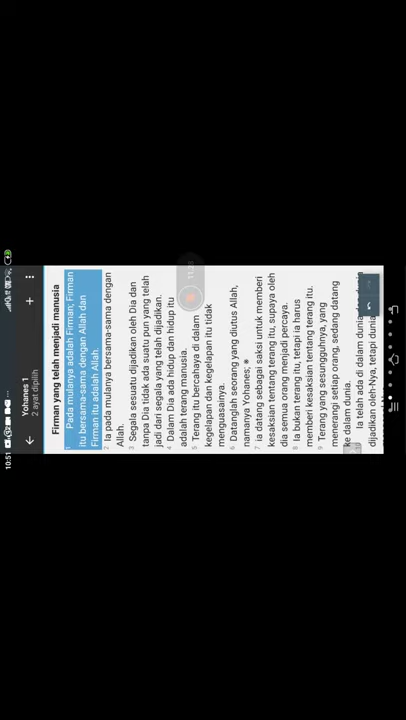 10:51
Yohanes 1
2 ayat dipilih
Firman yang telah menjadi manusia
1 Pada mulanya adalah Firman; Firman
itu bersama-sama dengan Allah dan
Firman itu adalah Allah.
2 Ia pada mulanya bersama-sama dengan
Allah.
3 Segala sesuatu dijadikan oleh Dia dan
tanpa Dia tidak ada suatu pun yang telah
jadi dari segala yang telah dijadikan.
4 Dalam Dia ada hidup dan hidup itu
adalah terang manusia.
5 Terang itu bercahaya di dalam
kegelapan dan kegelapan itu tidak
menguasainya.
6 Datanglah seorang yang diutus Allah,
namanya Yohanes; *
7 ia datang sebagai saksi untuk memberi
kesaksian tentang terang itu, supaya oleh
dia semua orang menjadi percaya.
8 Ia bukan terang itu, tetapi ia harus
memberi kesaksian tentang terang itu.
9 Terang yang sesungguhnya, yang
menerangi setiap orang, sedang datang
ke dalam dunia.
Ia telah ada di dalam dunia
dijadikan oleh-Nya, tetapi dunia